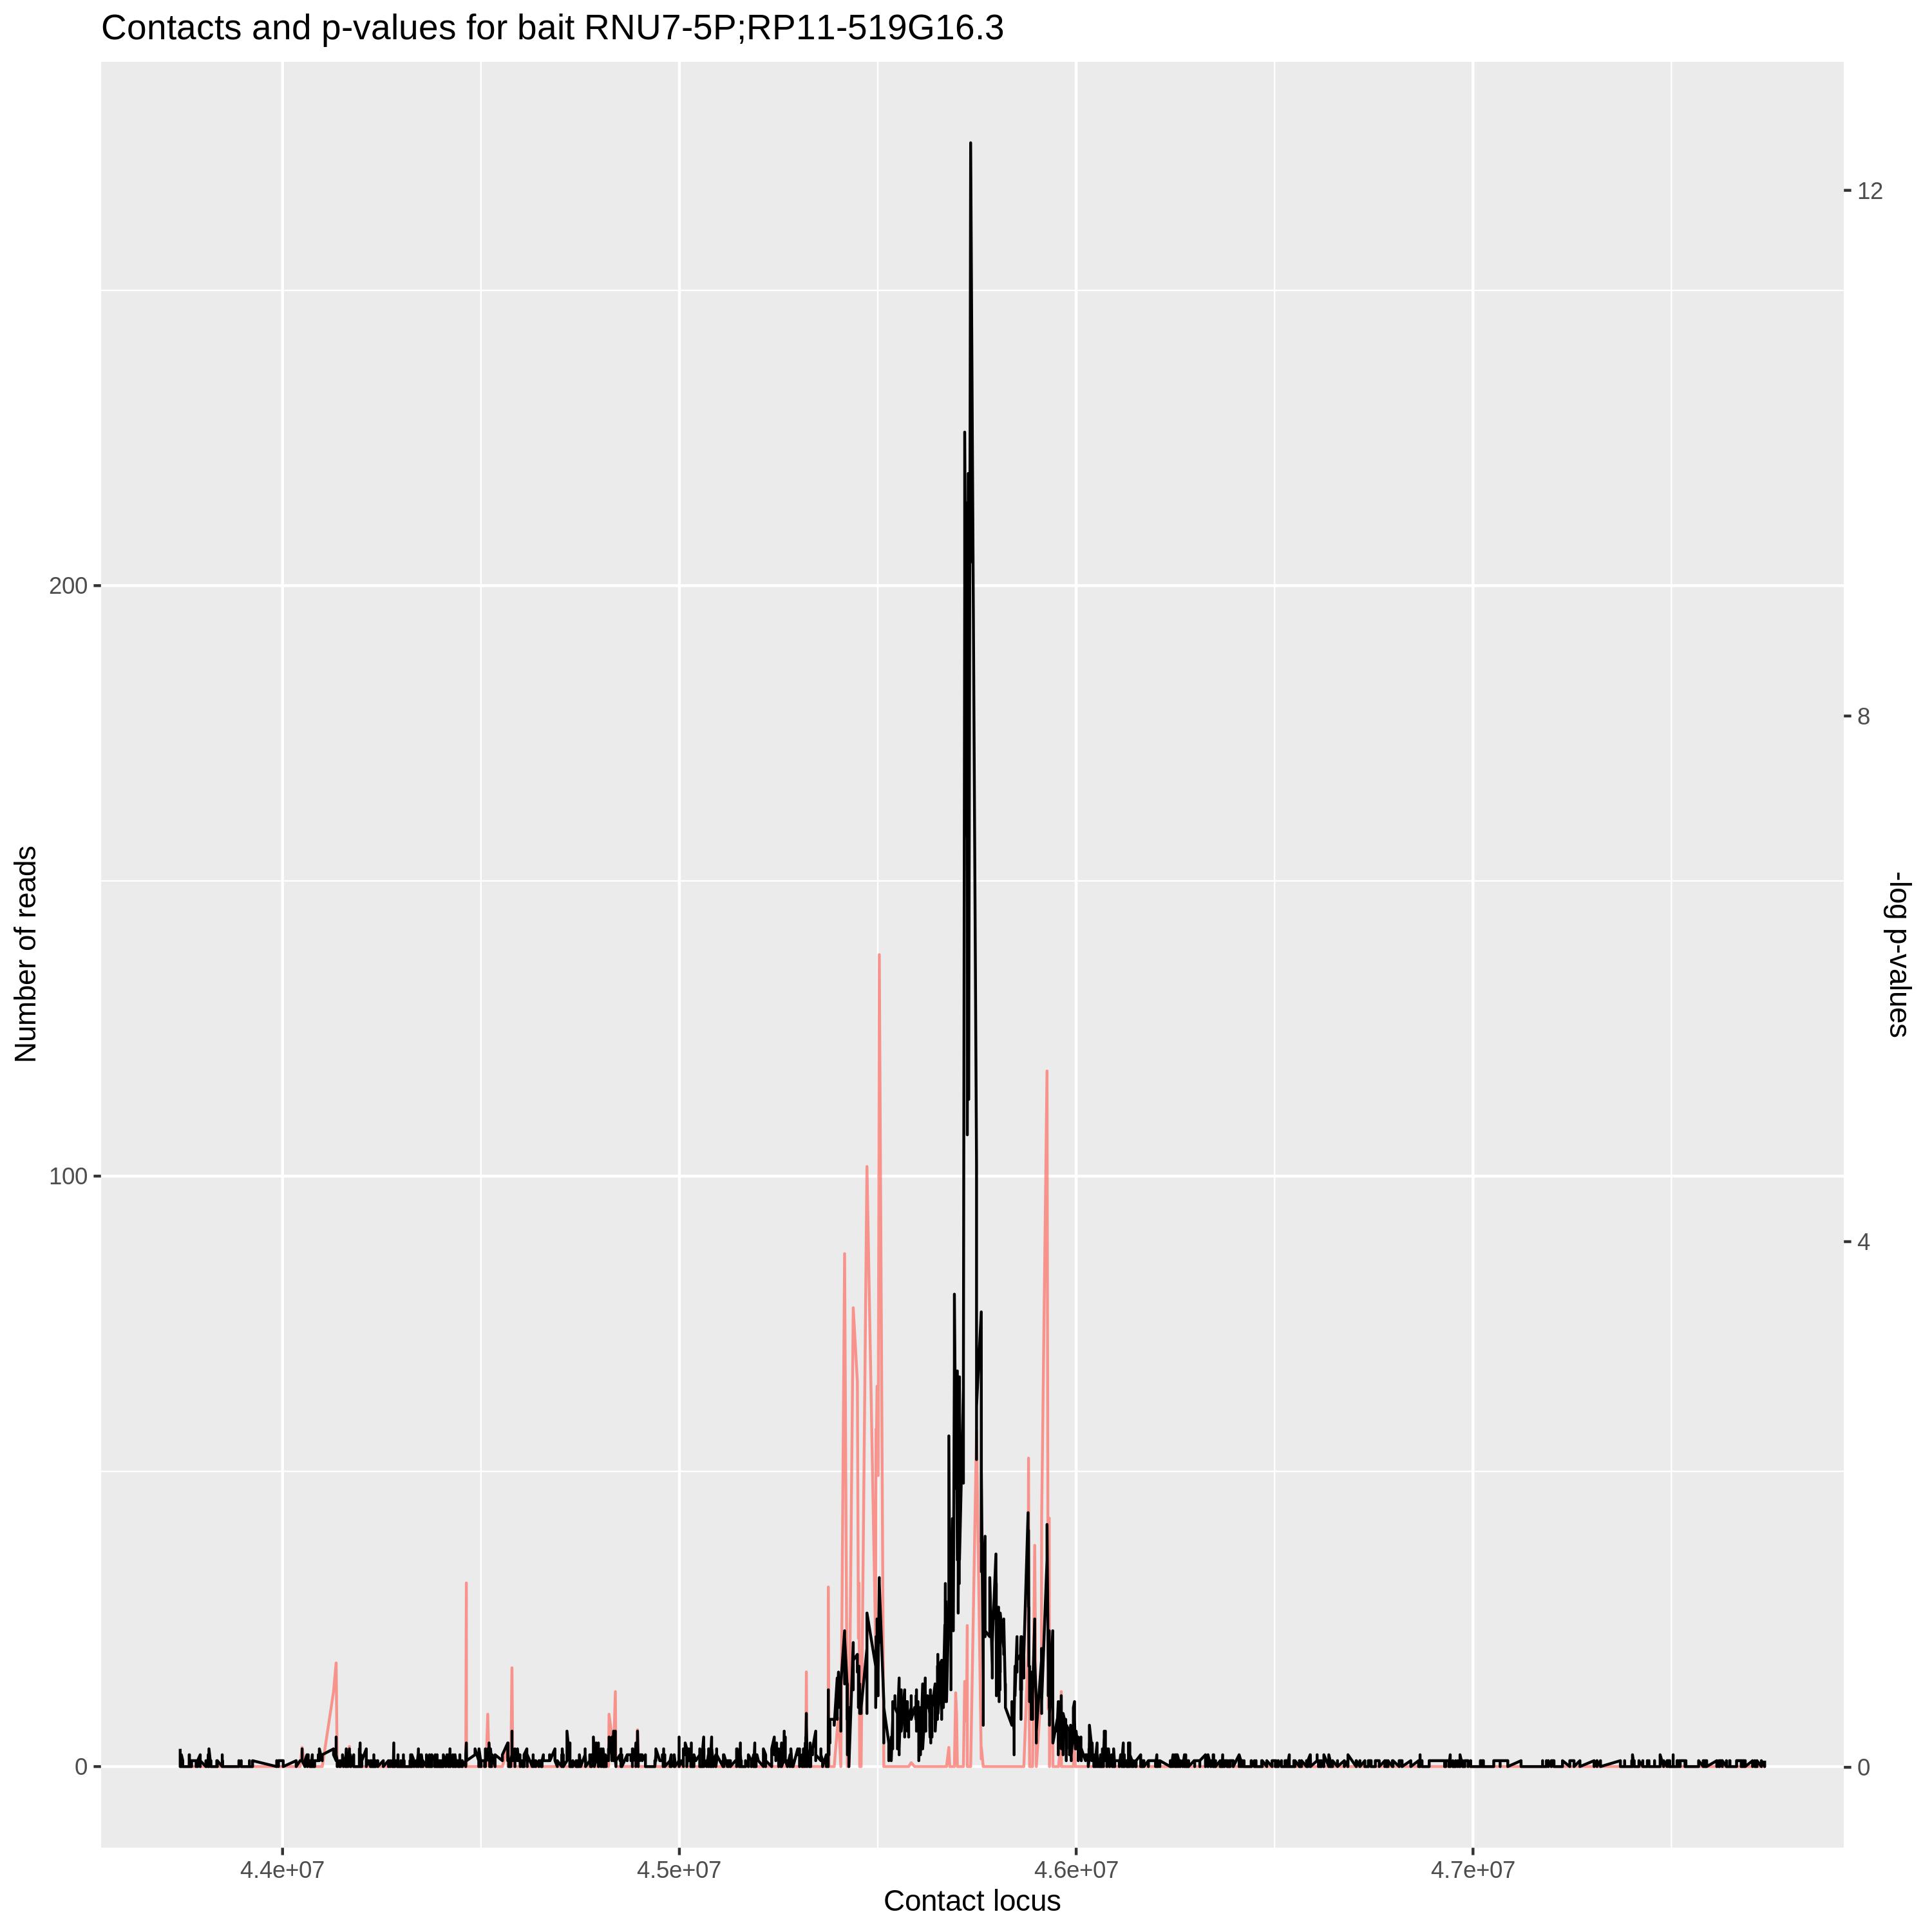 Contacts and p-values for bait RNU7-5P;RP11-519G16.3
Number of reads
200
100
0
12
8
4
0
-log p-values
4.4e+07
4.5e+07
4.6e+07
4.7e+07
Contact locus